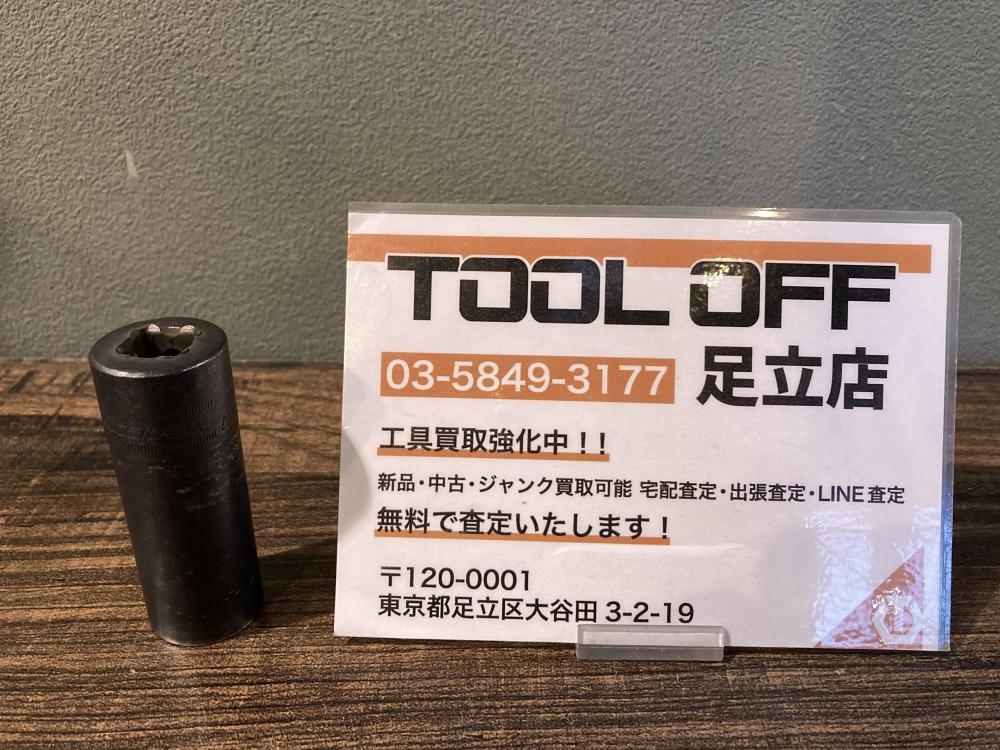 TOOL OFF
03-5849-3177 足立店
工具買取強化中!!
新品・中古・ジャンク買取可能 宅配査定・出張査定・LINE査定
無料で査定いたします!
〒120-0001
東京都足立区大谷田3-2-19